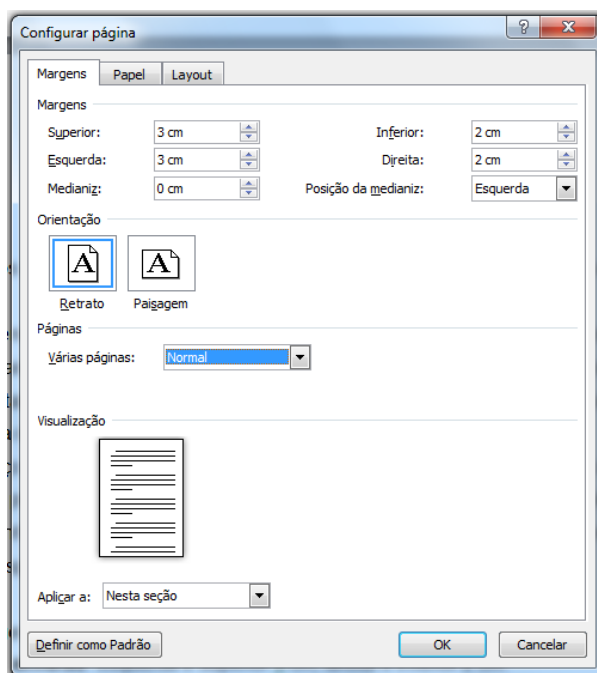 Configurar página
Margens Papel Layout
Margens
Superior: 3 cm Inferior: 2 cm
Esquerda: 3 cm Direita: 2 cm
Medianiz: 0 cm Posição da medianiz: Esquerda
Orientação
A A
Retrato Paisagem
Páginas
Várias páginas: Normal
Visualização
Aplicar a: Nesta seção
Definir como Padrão OK Cancelar